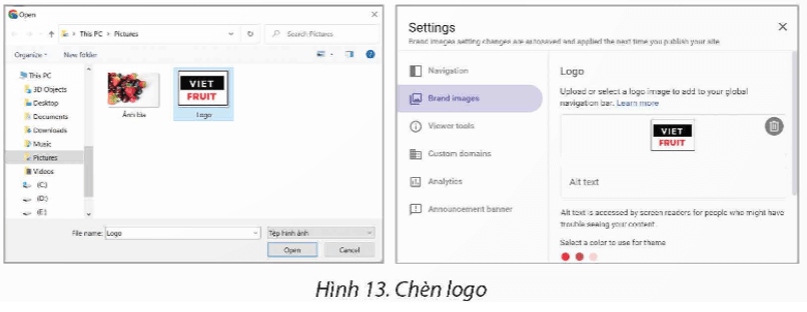 Open
This PC > Pictures
Search Pictures
Organize
New folder
This PC
3D Objects
Desktop
Documents
Downloads
Music
Pictures
Videos
(C)
(D)
(E)
VIET
FRUIT
Ảnh bìa
Logo
File name: Logo
Tệp hình ảnh
Open
Cancel
Settings
Brand images setting changes are autosaved and applied the next time you publish your site
Navigation
Brand images
Viewer tools
Custom domains
Analytics
Announcement banner
Logo
Upload or select a logo image to add to your global
navigation bar. Learn more
VIET
FRUIT
Alt text
Alt text is accessed by screen readers for people who might have
trouble seeing your content
Select a color to use for theme
Hình 13. Chèn logo